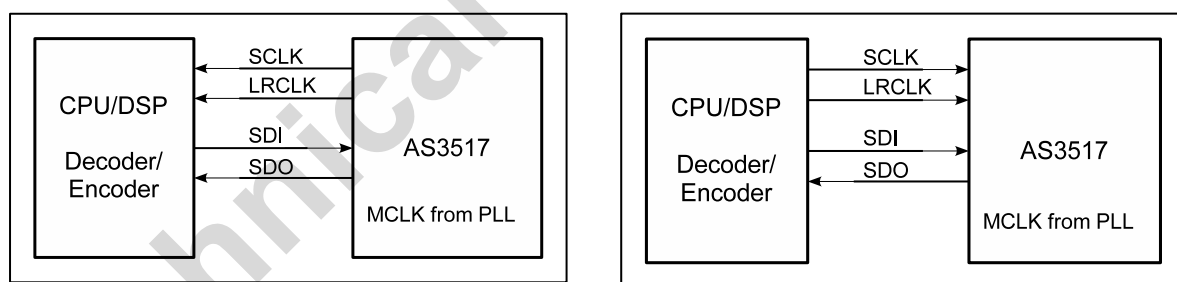 SCLK
LRCLK
CPU/DSP
SDI
AS3517
Decoder/
SDO
Encoder
MCLK from PLL
SCLK
LRCLK
CPU/DSP
SDI
AS3517
Decoder/
SDO
Encoder
MCLK from PLL
hnical